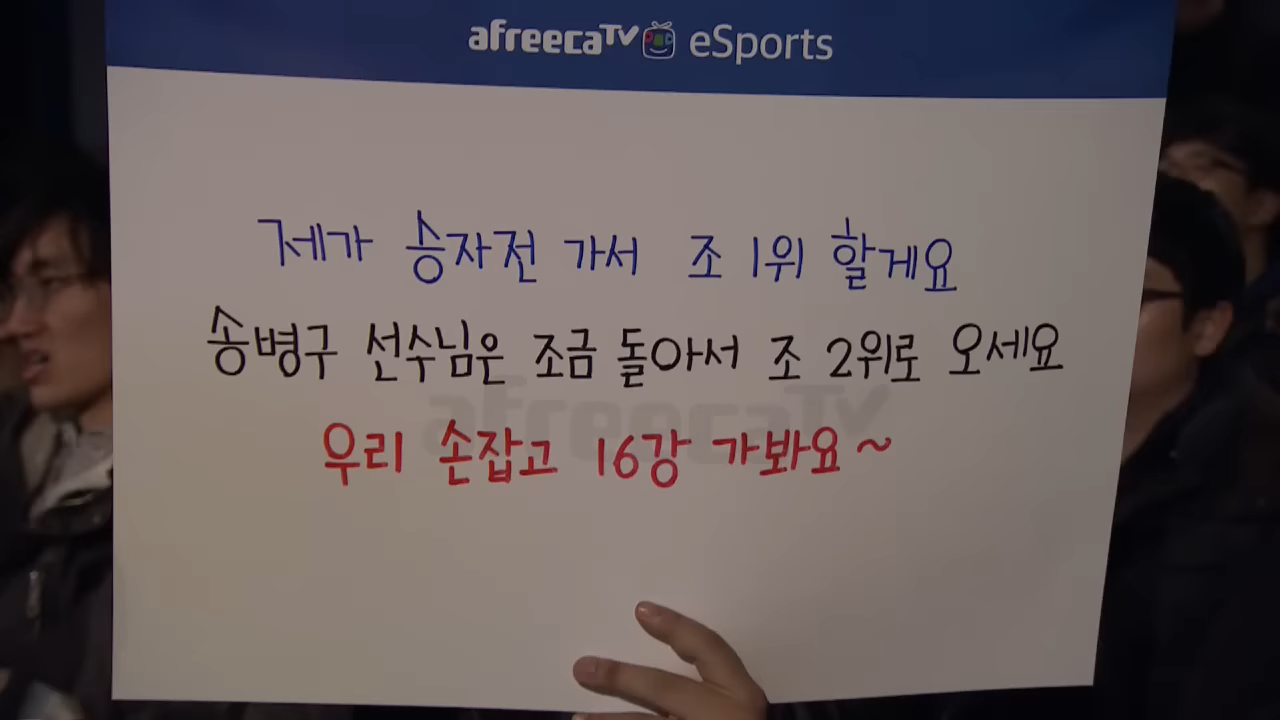 afreecaTV eSports
제가 승자전 가서 조 1위 할게요
송병구 선수님은 조금 돌아서 조 2위로 오세요
afreecaTV
우리 손잡고 16강 가봐요~